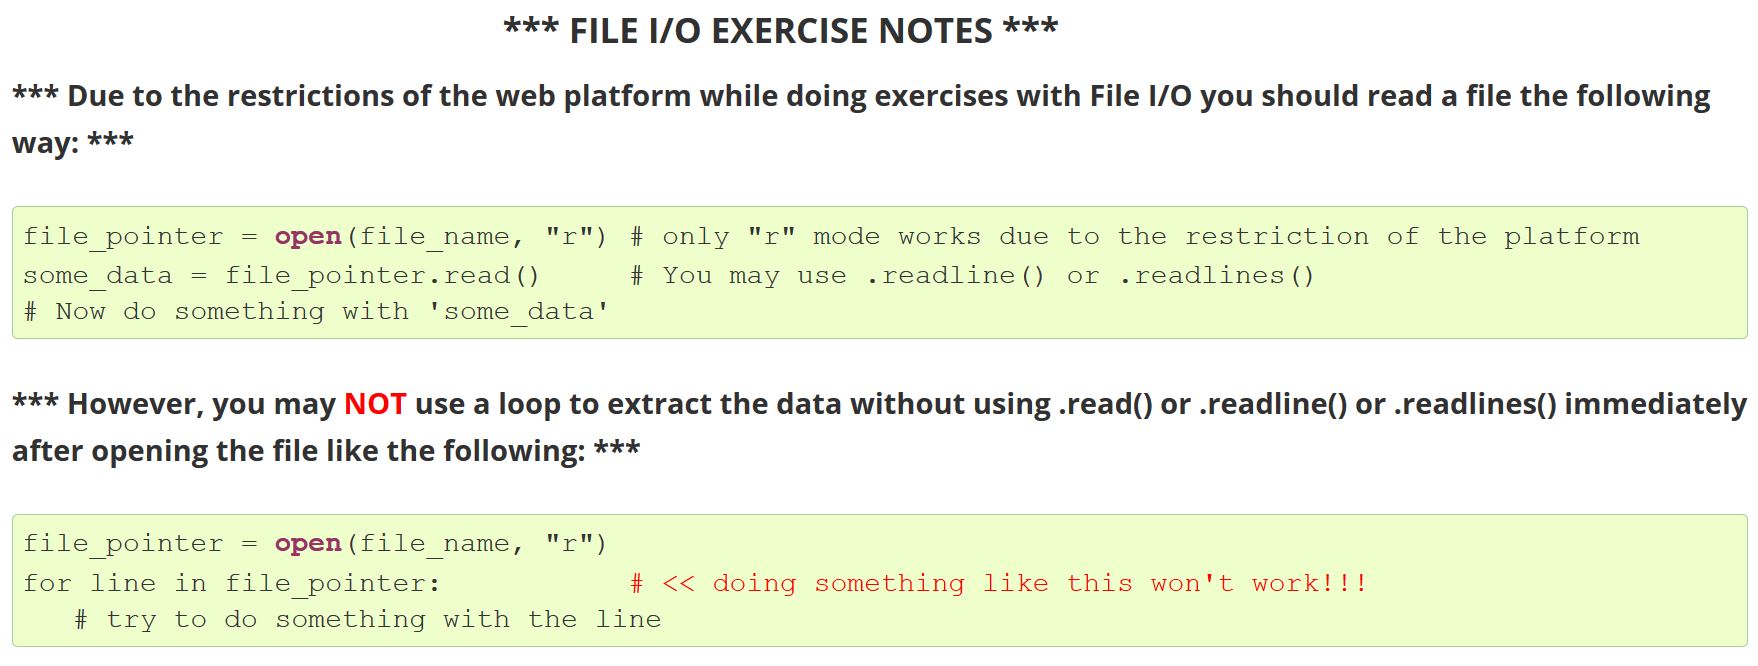 *** FILE I/O EXERCISE NOTES ***
*** Due to the restrictions of the web platform while doing exercises with File I/O you should read a file the following
way: ***
file_pointer = open(file_name, "r") # only "r" mode works due to the restriction of the platform
some_data = file_pointer.read()     # You may use .readline() or .readlines()
# Now do something with 'some_data'
*** However, you may NOT use a loop to extract the data without using .read() or .readline() or .readlines() immediately
after opening the file like the following: ***
file_pointer = open(file_name, "r")
for line in file_pointer:           # << doing something like this won't work!!!
   # try to do something with the line